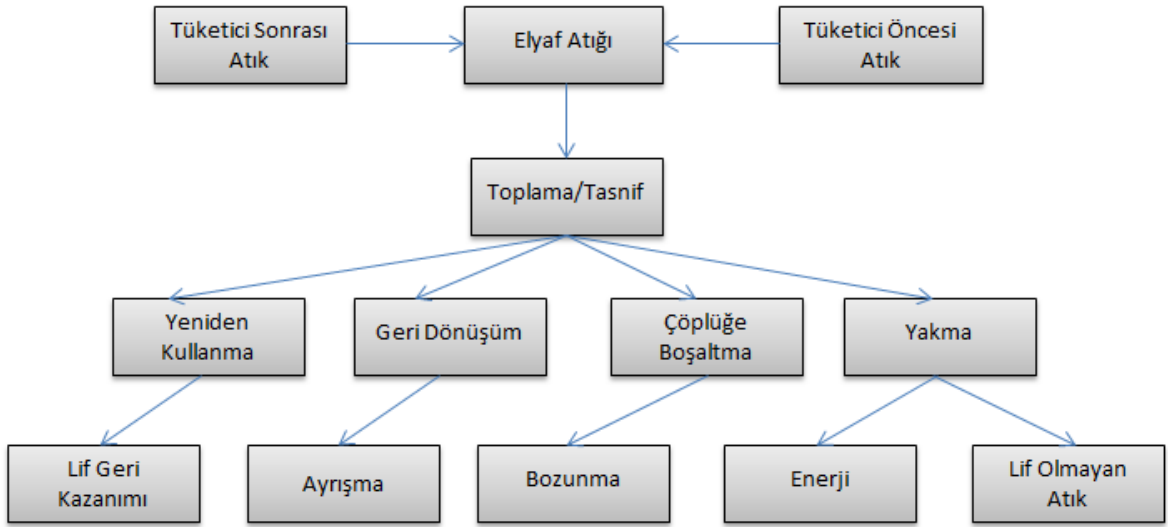 Tüketici Sonrası
Atık
Elyaf Atığı
Tüketici Öncesi
Atık
Toplama/Tasnif
Yeniden
Kullanma
Geri Dönüşüm
Çöplüğe
Boşaltma
Yakma
Lif Geri
Kazanımı
Ayrışma
Bozunma
Enerji
Lif Olmayan
Atık